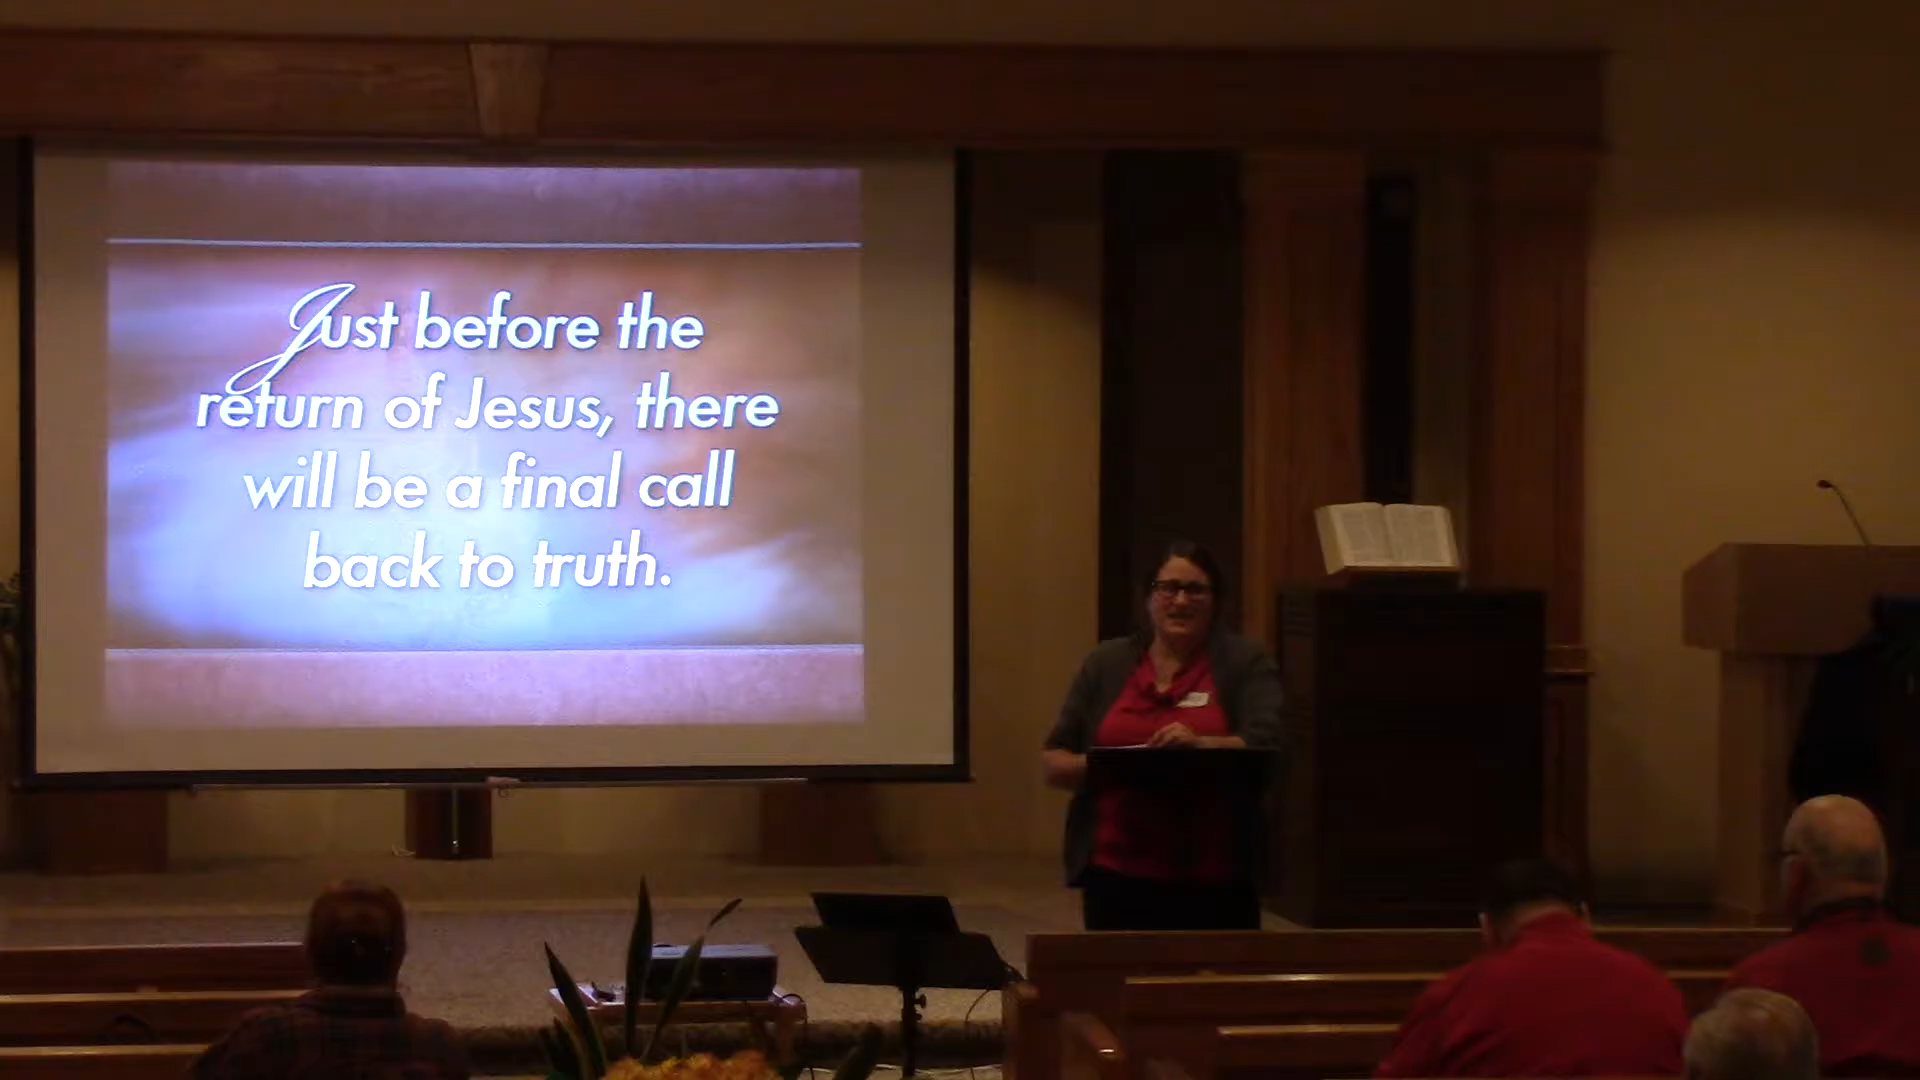 Just before the
return of Jesus, there
will be a final call
back to truth.